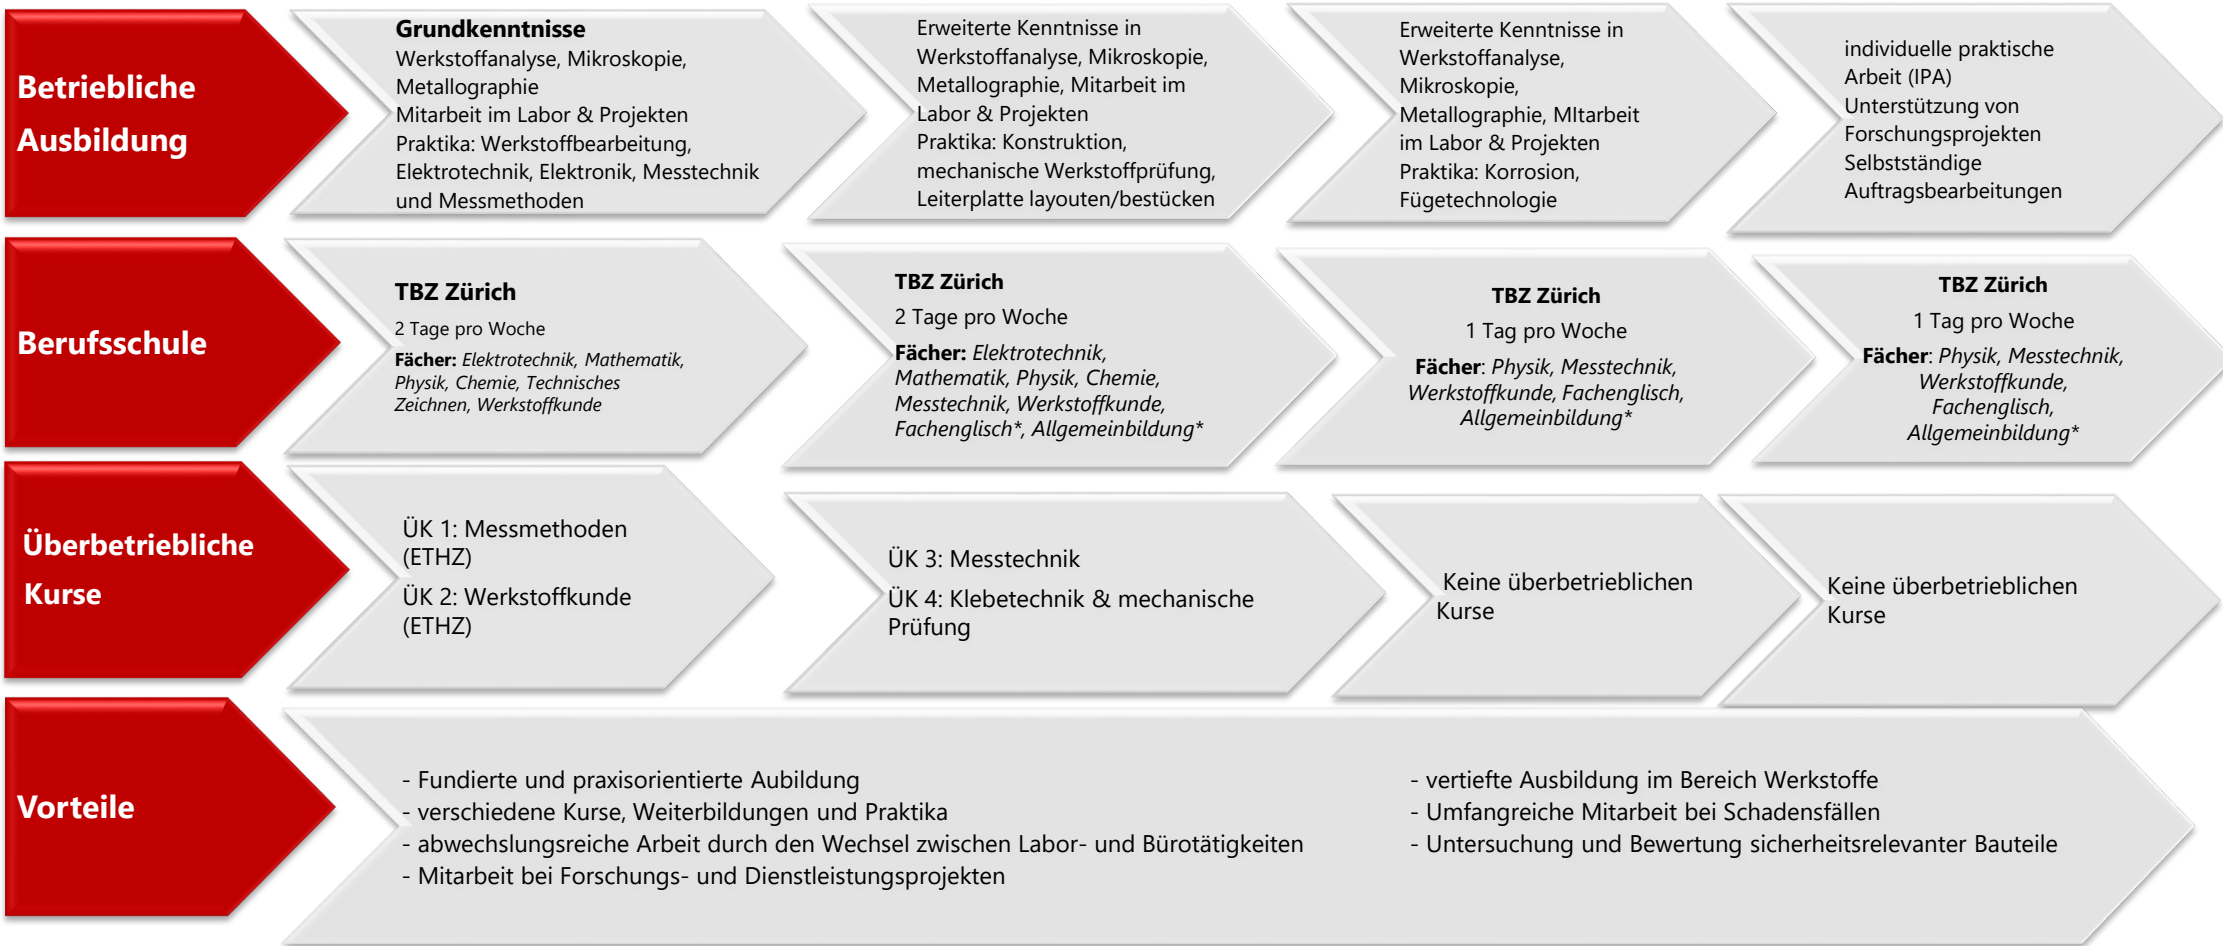 Betriebliche
Ausbildung
Grundkenntnisse
Werkstoffanalyse, Mikroskopie,
Metallographie
Mitarbeit im Labor & Projekten
Praktika: Werkstoffbearbeitung,
Elektrotechnik, Elektronik, Messtechnik
und Messmethoden
Erweiterte Kenntnisse in
Werkstoffanalyse, Mikroskopie,
Metallographie, Mitarbeit im
Labor & Projekten
Praktika: Konstruktion,
mechanische Werkstoffprüfung,
Leiterplatte layouten/bestücken
Erweiterte Kenntnisse in
Werkstoffanalyse,
Mikroskopie,
Metallographie, MItarbeit
im Labor & Projekten
Praktika: Korrosion,
Fügetechnologie
individuelle praktische
Arbeit (IPA)
Unterstützung von
Forschungsprojekten
Selbstständige
Auftragsbearbeitungen
Berufsschule
TBZ Zürich
2 Tage pro Woche
Fächer: Elektrotechnik, Mathematik,
Physik, Chemie, Technisches
Zeichnen, Werkstoffkunde
TBZ Zürich
2 Tage pro Woche
Fächer: Elektrotechnik,
Mathematik, Physik, Chemie,
Messtechnik, Werkstoffkunde,
Fachenglisch*, Allgemeinbildung*
TBZ Zürich
1 Tag pro Woche
Fächer: Physik, Messtechnik,
Werkstoffkunde, Fachenglisch,
Allgemeinbildung*
TBZ Zürich
1 Tag pro Woche
Fächer: Physik, Messtechnik,
Werkstoffkunde,
Fachenglisch,
Allgemeinbildung*
Überbetriebliche
Kurse
ÜK 1: Messmethoden
(ETHZ)
ÜK 2: Werkstoffkunde
(ETHZ)
ÜK 3: Messtechnik
ÜK 4: Klebetechnik & mechanische
Prüfung
Keine überbetrieblichen
Kurse
Keine überbetrieblichen
Kurse
Vorteile
- Fundierte und praxisorientierte Aubildung
- verschiedene Kurse, Weiterbildungen und Praktika
- abwechslungsreiche Arbeit durch den Wechsel zwischen Labor- und Bürotätigkeiten
- Mitarbeit bei Forschungs- und Dienstleistungsprojekten
- vertiefte Ausbildung im Bereich Werkstoffe
- Umfangreiche Mitarbeit bei Schadensfällen
- Untersuchung und Bewertung sicherheitsrelevanter Bauteile